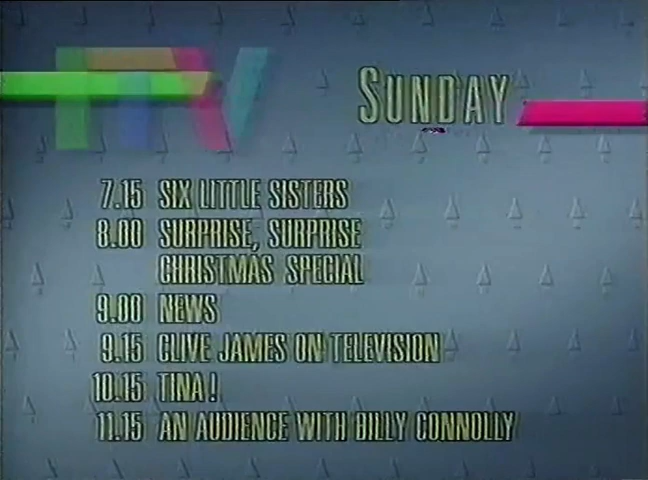 TTV
SUNDAY
7.15 SIX LITTLE SISTERS
8.00 SURPRISE, SURPRISE
CHRISTMAS SPECIAL
9.00 NEWS
9.15 CLIVE JAMES ON TELEVISION
10.15 TINA!
11.15 AN AUDIENCE WITH BILLY CONNOLLY